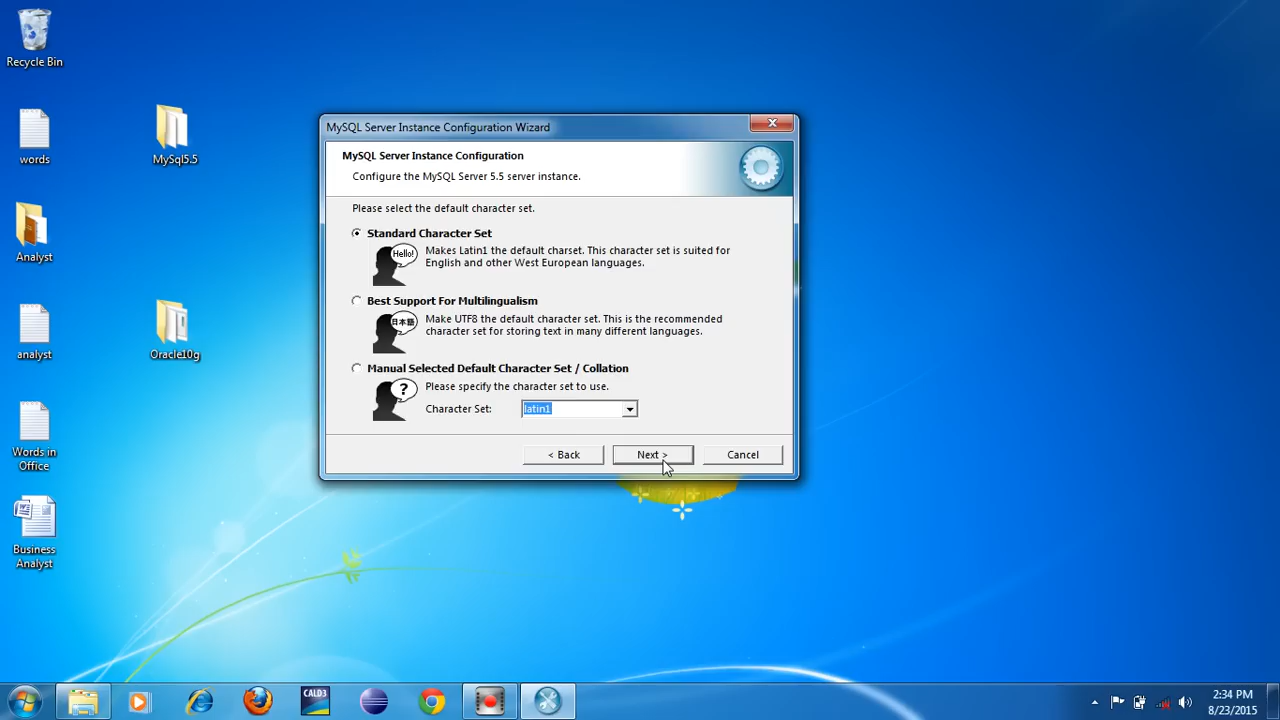 Recycle Bin
words
MySql5.5
Analyst
analyst
Oracle10g
Words in
Office
Business
Analyst
MySQL Server Instance Configuration Wizard
MySQL Server Instance Configuration
Configure the MySQL Server 5.5 server instance.
Please select the default character set.
Standard Character Set
Hello!
Makes Latin1 the default charset. This character set is suited for
English and other West European languages.
Best Support For Multilingualism
日本語
Make UTF8 the default character set. This is the recommended
character set for storing text in many different languages.
Manual Selected Default Character Set / Collation
?
Please specify the character set to use.
Character Set: latin1
< Back Next > Cancel
CALD3
2:34 PM
8/23/2015